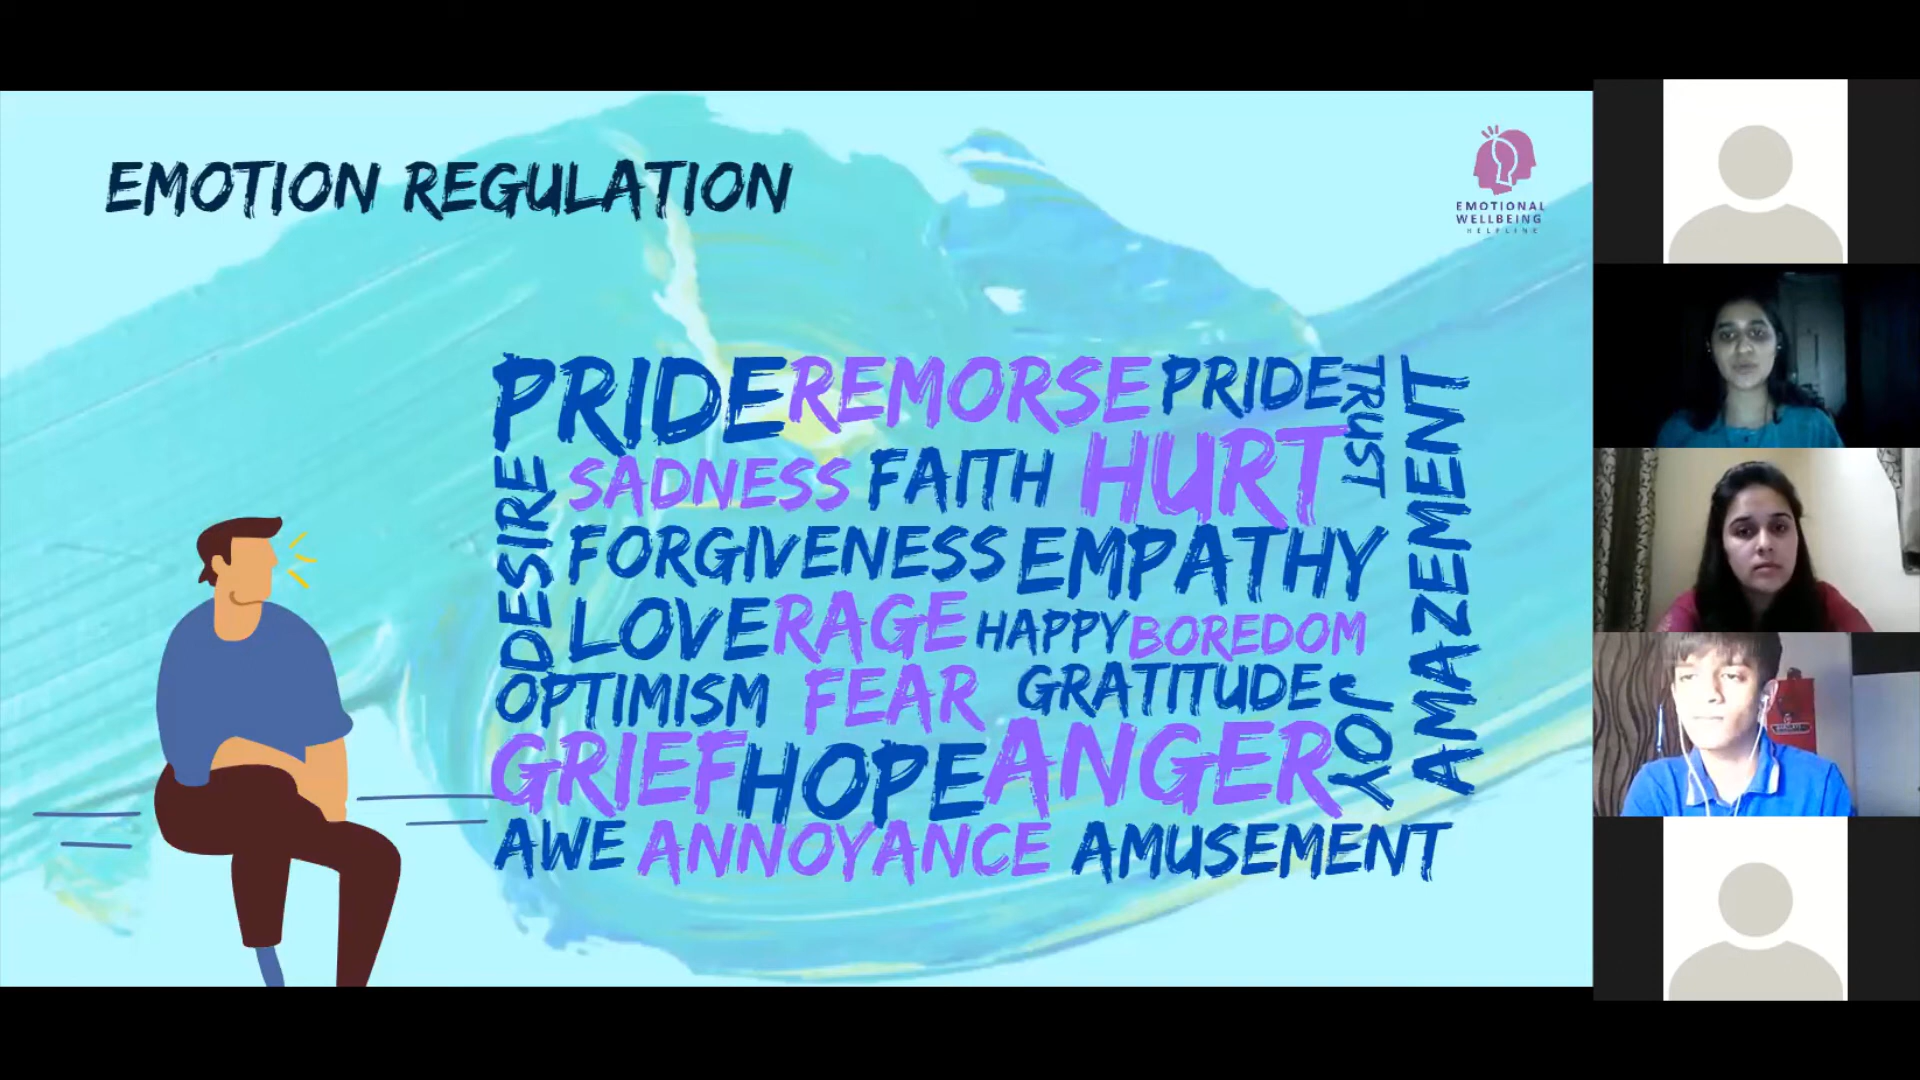 EMOTION REGULATION
EMOTIONAL
WELLBEING
HELPLINE
PRIDE REMORSE PRIDE
TRUST
AMAZEMENT
DESIRE
SADNESS FAITH HURT
FORGIVENESS EMPATHY
LOVE RAGE HAPPY BOREDOM
OPTIMISM FEAR GRATITUDE
JOY
GRIEF HOPE ANGER
AWE ANNOYANCE AMUSEMENT